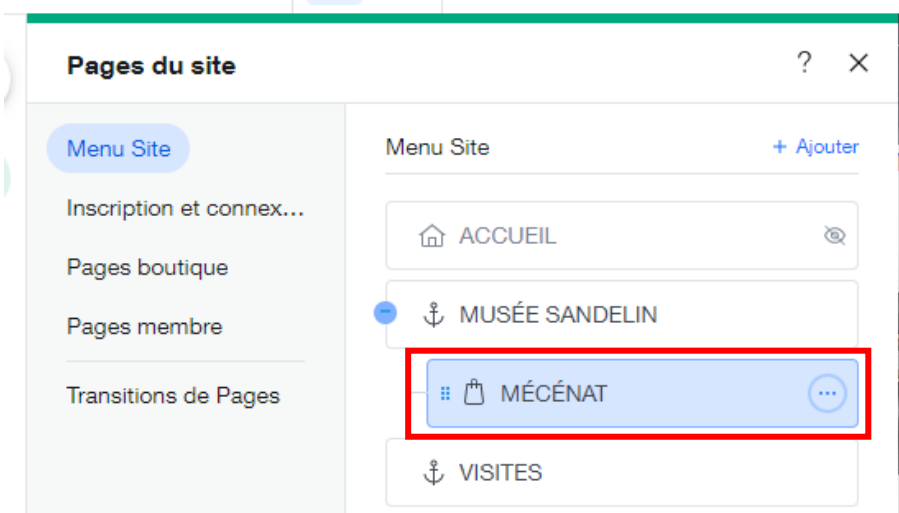 Pages du site
?
Menu Site
Inscription et connex...
Pages boutique
Pages membre
Transitions de Pages
Menu Site
+ Ajouter
ACCUEIL
MUSÉE SANDELIN
MÉCÉNAT
VISITES